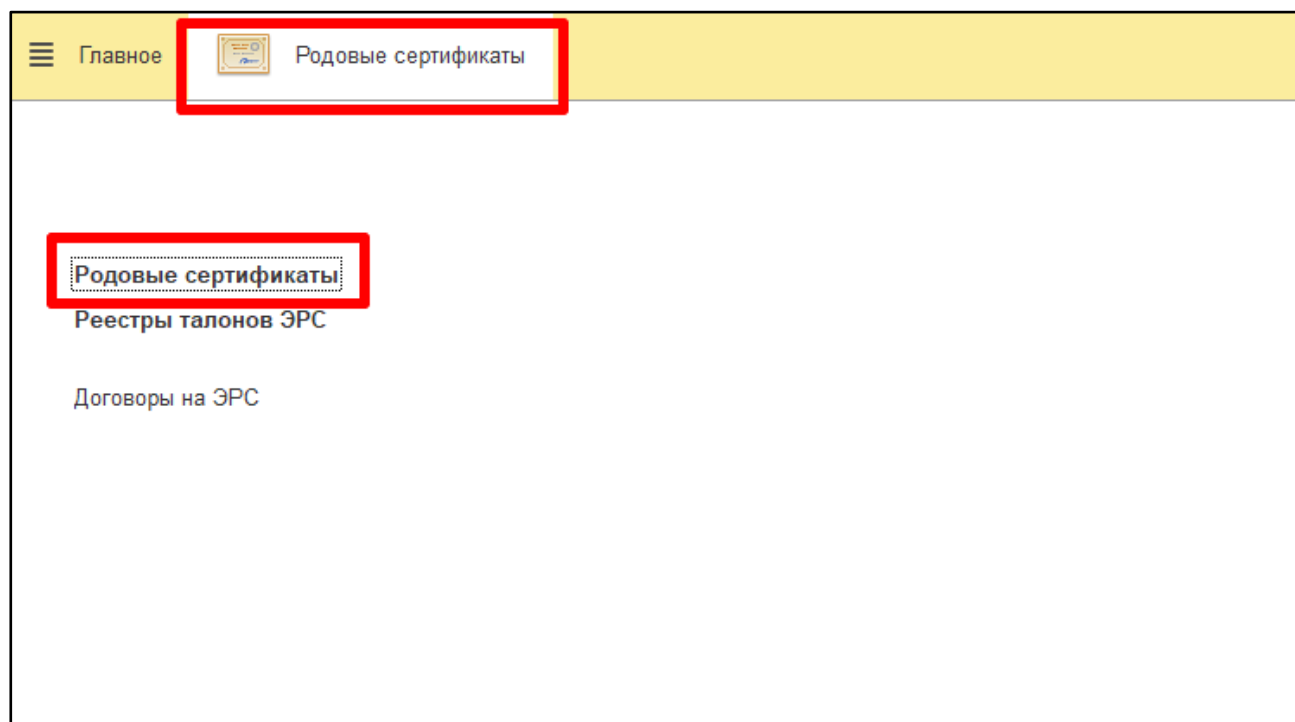 Главное
Родовые сертификаты
Родовые сертификаты
Реестры талонов ЭРС
Договоры на ЭРС